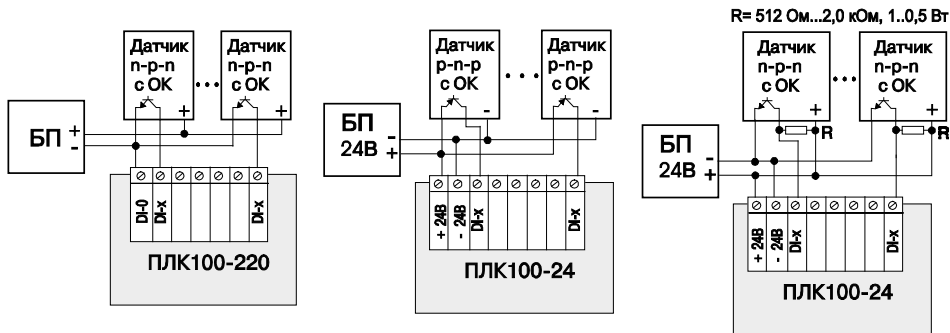 R= 512 Ом...2,0 кОм, 1..0,5 Вт
Датчик
n-p-n
с ОК
+
...
Датчик
n-p-n
с ОК
+
БП
+
-
DI-0
DI-x
DI-x
ПЛК100-220
Датчик
p-n-p
с ОК
-
...
Датчик
p-n-p
с ОК
-
БП
24В
-
+
+ 24В
- 24В
DI-x
DI-x
ПЛК100-24
Датчик
n-p-n
с ОК
+
...
Датчик
n-p-n
с ОК
+
R
R
БП
24В
-
+
+ 24В
- 24В
DI-x
DI-x
ПЛК100-24